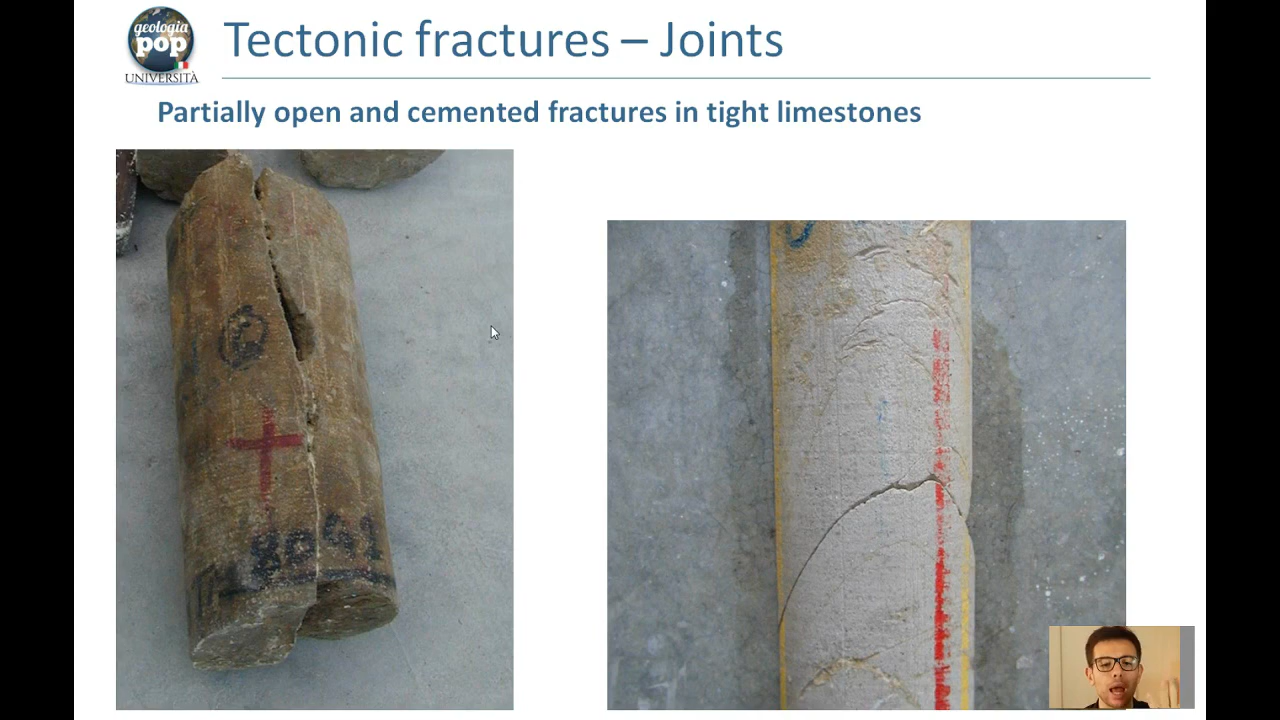 geologia
pop
UNIVERSITÀ
Tectonic fractures – Joints
Partially open and cemented fractures in tight limestones